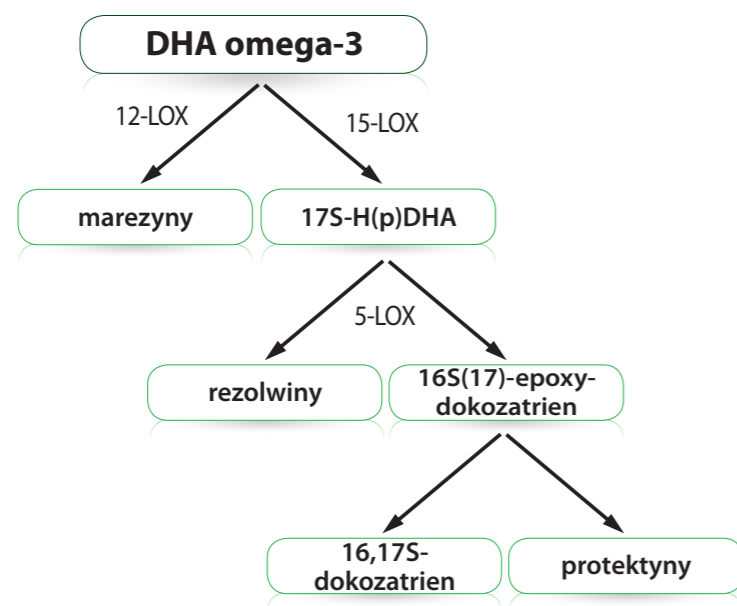 DHA omega-3
12-LOX
15-LOX
marezyny
17S-H(p)DHA
5-LOX
rezolwiny
16S(17)-epoxy-
dokozatrien
16,17S-
dokozatrien
protektyny